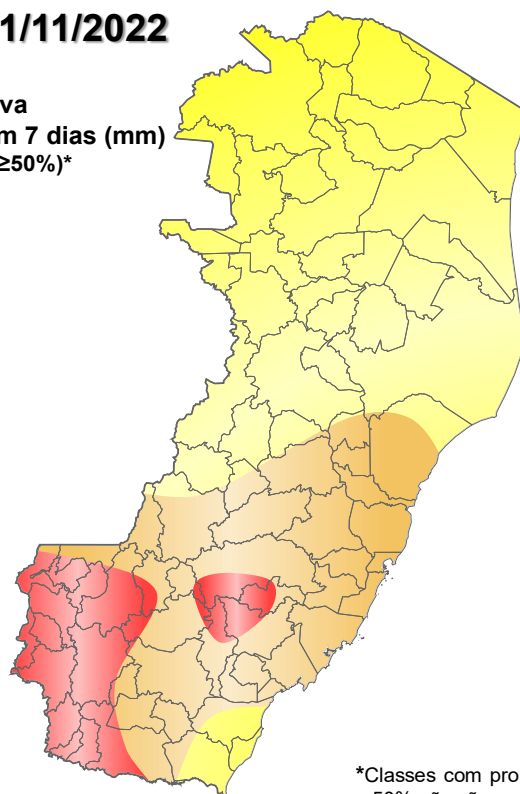 1/11/2022
va
m 7 dias (mm)
≥50%)*
*Classes com pro